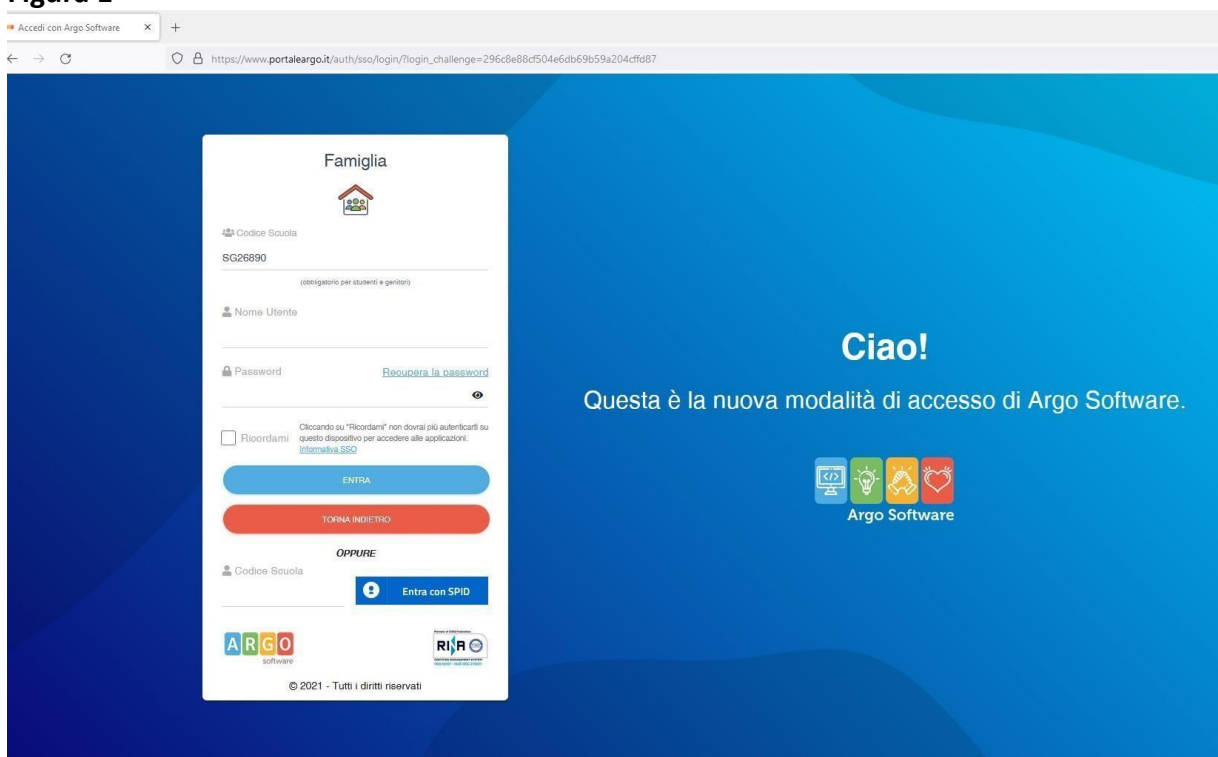 Accedi con Argo Software
https://www.portaleargo.it/auth/sso/login/?login_challenge=296c8e88cf504e6db69b59a204cffd87
Famiglia
Codice Scuola
SG26890
(obbligatorio per studenti e genitori)
Nome Utente
Password
Recupera la password
Ricordami
Cliccando su "Ricordami" non dovrai più autenticarti su
questo dispositivo per accedere alle applicazioni.
Informativa SSO
ENTRA
TORNA INDIETRO
OPPURE
Codice Scuola
Entra con SPID
ARGO
software
RINA
© 2021 - Tutti i diritti riservati
Ciao!
Questa è la nuova modalità di accesso di Argo Software.
Argo Software